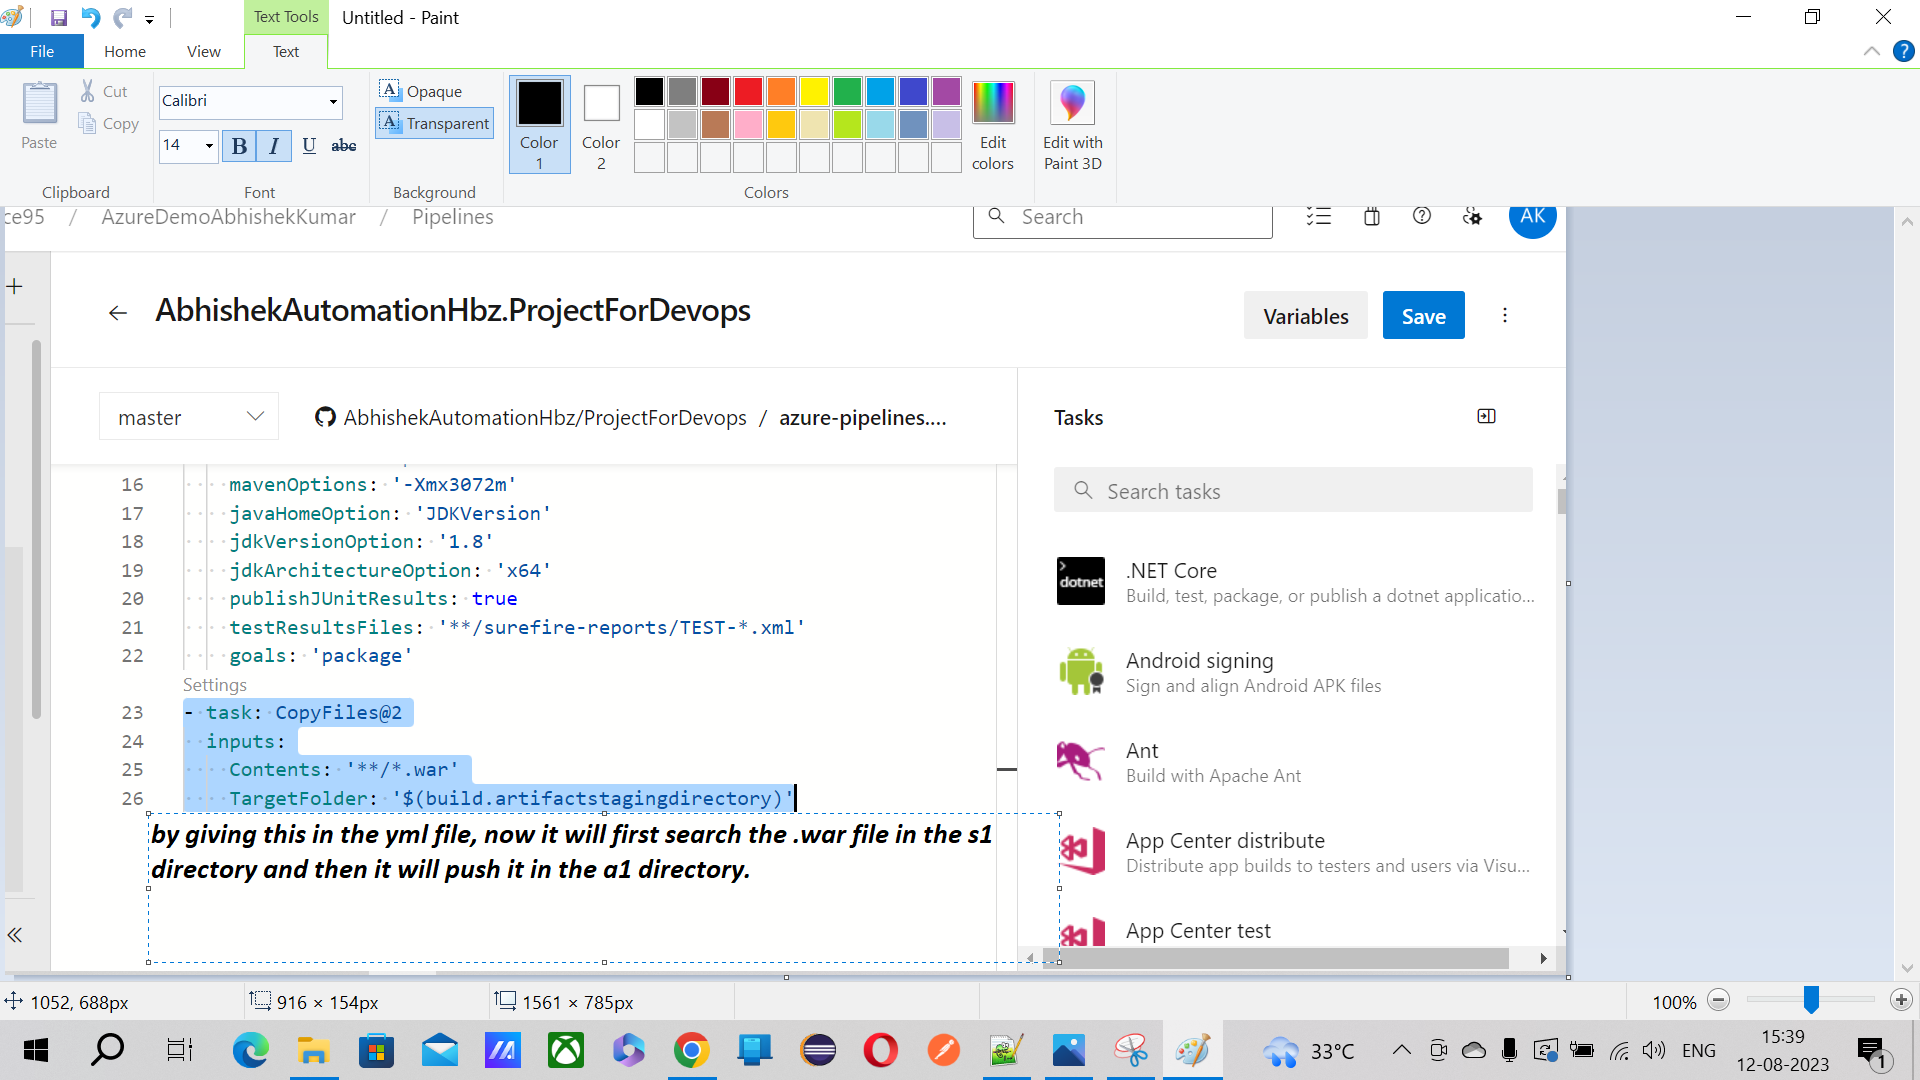 Text Tools
Untitled - Paint
File
Home
View
Text
Paste
Cut
Copy
Clipboard
Calibri
14
B I U abc
Font
Opaque
Transparent
Background
Color 1
Color 2
Edit colors
Colors
Edit with Paint 3D
ce95 / AzureDemoAbhishekKumar / Pipelines
Search
AK
AbhishekAutomationHbz.ProjectForDevops
Variables
Save
master
AbhishekAutomationHbz/ProjectForDevops / azure-pipelines....
16 mavenOptions: '-Xmx3072m'
17 javaHomeOption: 'JDKVersion'
18 jdkVersionOption: '1.8'
19 jdkArchitectureOption: 'x64'
20 publishJUnitResults: true
21 testResultsFiles: '**/surefire-reports/TEST-*.xml'
22 goals: 'package'
Settings
23 - task: CopyFiles@2
24 inputs:
25 Contents: '**/*.war'
26 TargetFolder: '$(build.artifactstagingdirectory)'
by giving this in the yml file, now it will first search the .war file in the s1
directory and then it will push it in the a1 directory.
Tasks
Search tasks
dotnet
.NET Core
Build, test, package, or publish a dotnet applicatio...
Android signing
Sign and align Android APK files
Ant
Build with Apache Ant
App Center distribute
Distribute app builds to testers and users via Visu...
App Center test
1052, 688px
916 × 154px
1561 × 785px
100%
33°C
ENG
15:39
12-08-2023
1